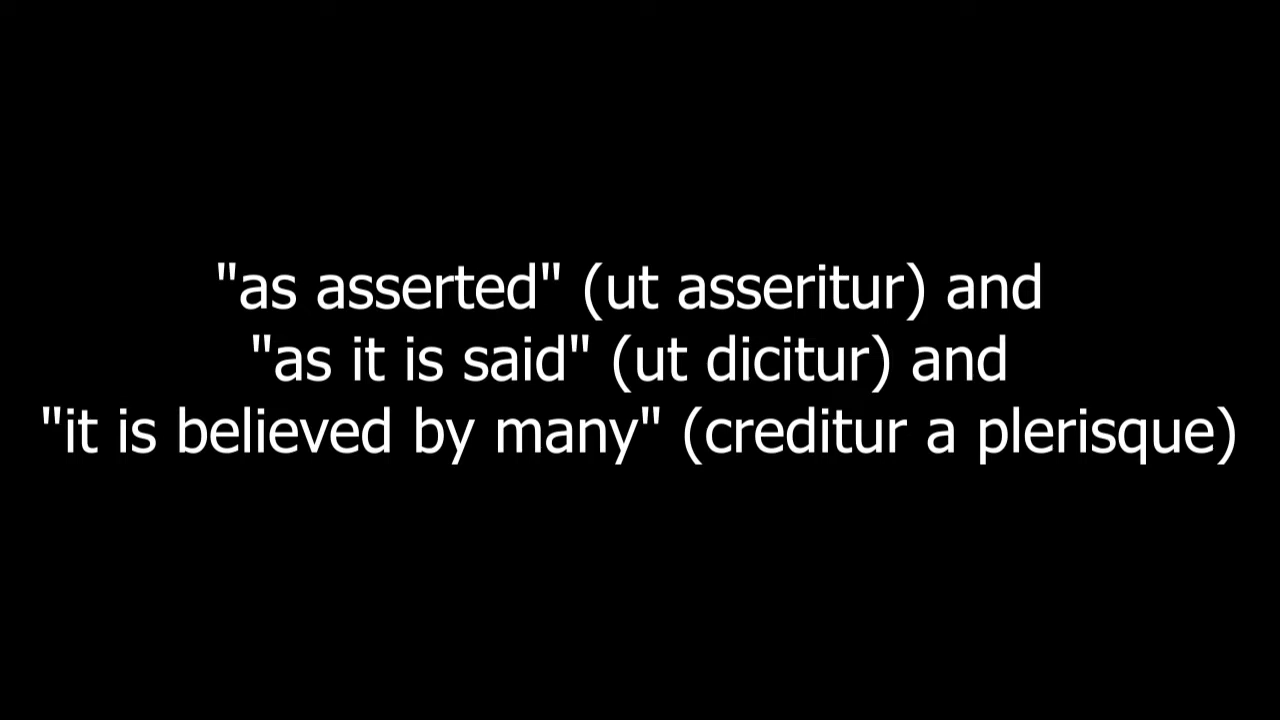 "as asserted" (ut asseritur) and
"as it is said" (ut dicitur) and
"it is believed by many" (creditur a plerisque)